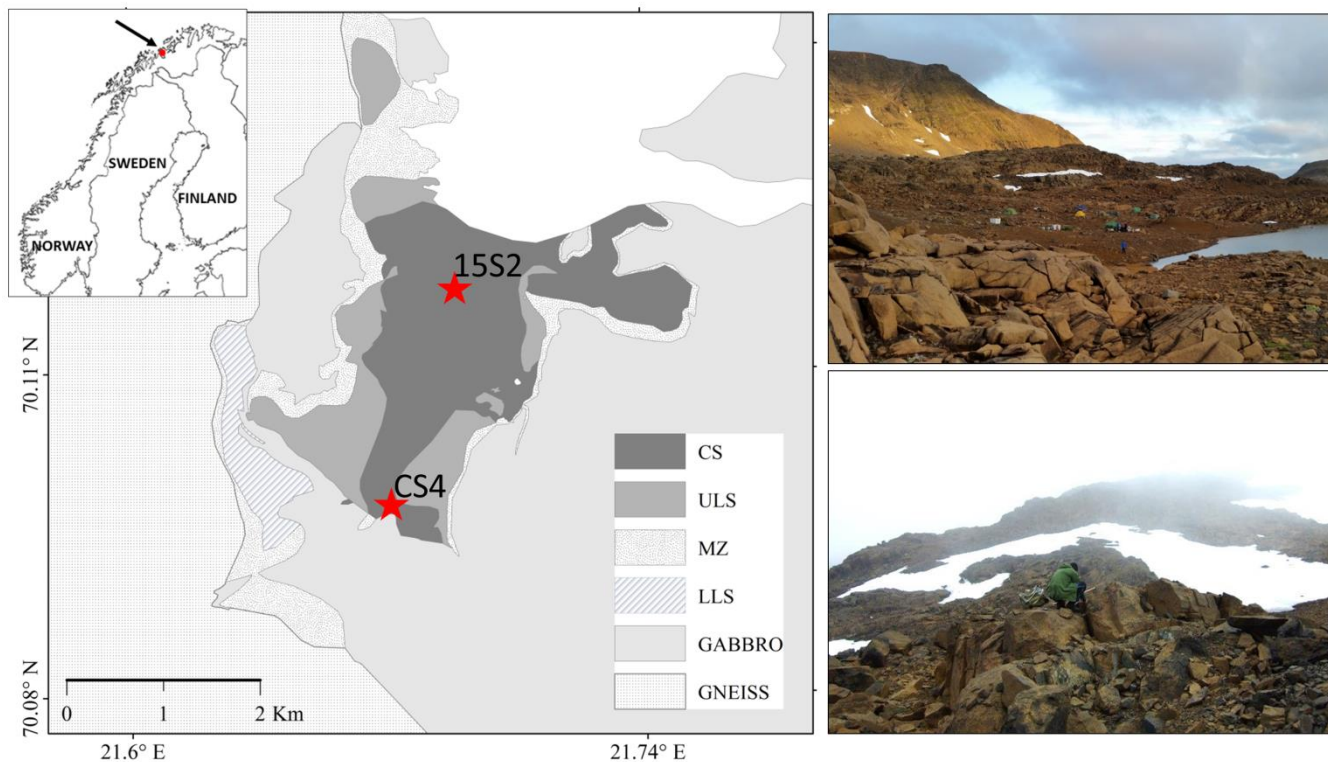 SWEDEN
FINLAND
NORWAY
15S2
70.11° N
CS4
CS
ULS
MZ
LLS
GABBRO
GNEISS
70.08° N
0 1 2 Km
21.6° E 21.74° E